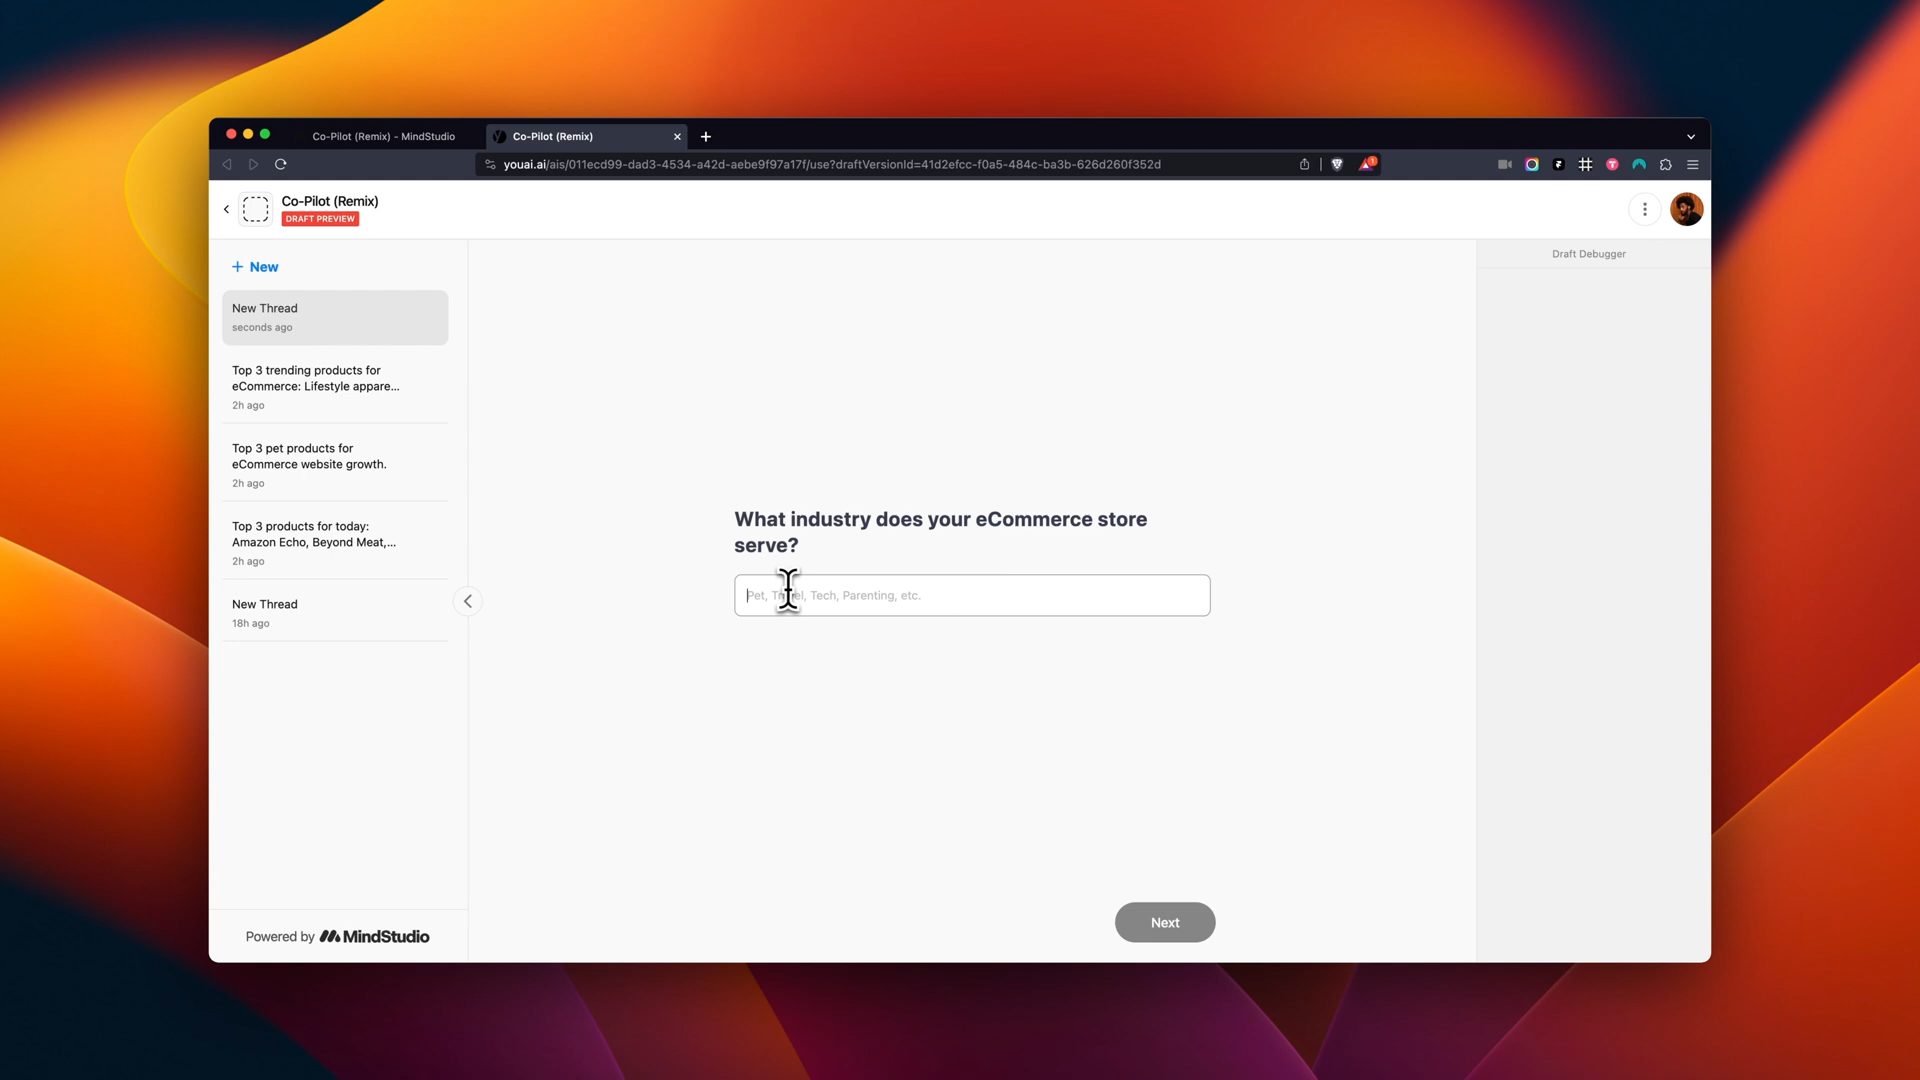 Co-Pilot (Remix) - MindStudio
Co-Pilot (Remix)
youai.ai/ais/011ecd99-dad3-4534-a42d-aebe9f97a17f/use?draftVersionId=41d2efcc-f0a5-484c-ba3b-626d260f352d
1
Co-Pilot (Remix)
DRAFT PREVIEW
Draft Debugger
+ New
New Thread
seconds ago
Top 3 trending products for
eCommerce: Lifestyle appare...
2h ago
Top 3 pet products for
eCommerce website growth.
2h ago
Top 3 products for today:
Amazon Echo, Beyond Meat,...
2h ago
New Thread
18h ago
What industry does your eCommerce store
serve?
Pet, Travel, Tech, Parenting, etc.
Next
Powered by MindStudio